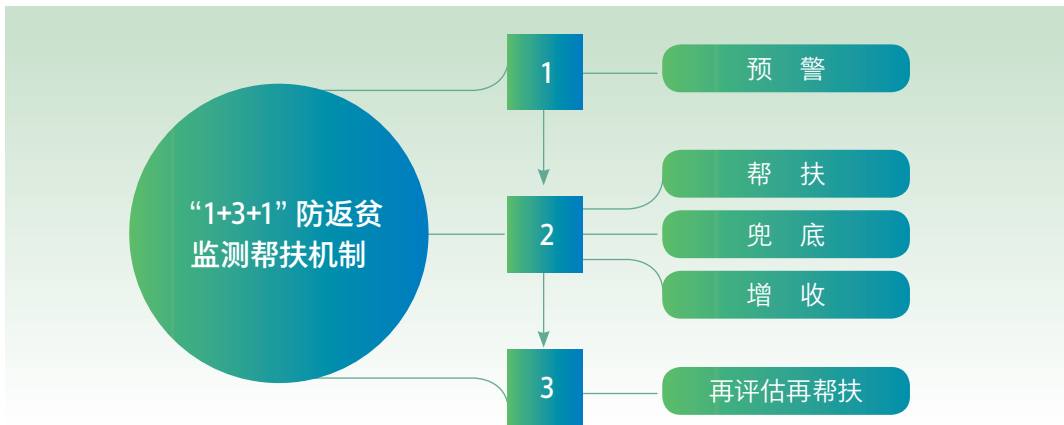 “1+3+1”防返贫
监测帮扶机制
1
预 警
2
帮 扶
兜 底
增 收
3
再评估再帮扶